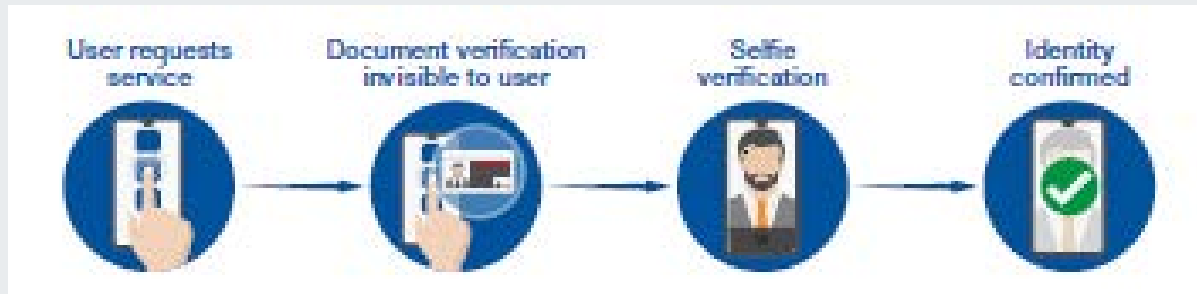 User requests
service
Document verification
invisible to user
Selfie
verification
Identity
confirmed